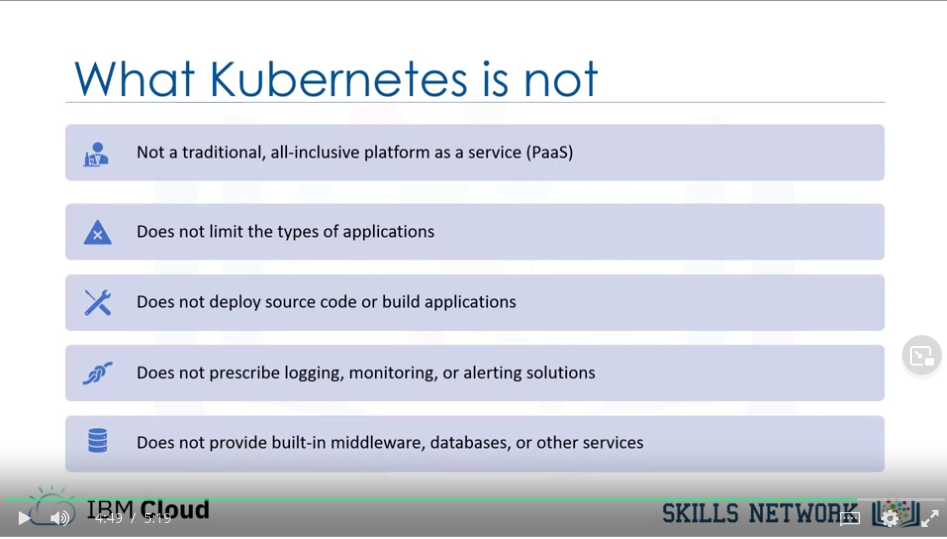 What Kubernetes is not
Not a traditional, all-inclusive platform as a service (PaaS)
Does not limit the types of applications
Does not deploy source code or build applications
Does not prescribe logging, monitoring, or alerting solutions
Does not provide built-in middleware, databases, or other services
IBM Cloud
4:49 / 5:19
SKILLS NETWORK